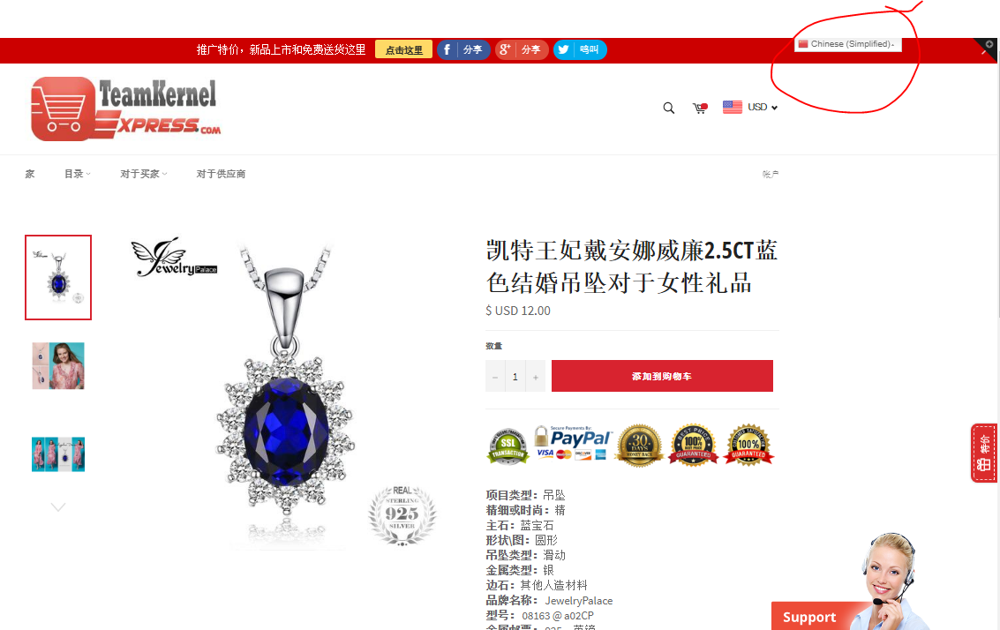 Chinese (Simplified)
推广特价，新品上市和免费送货这里 点击这里 分享 分享 鸣叫
TeamKernel
EXPRESS.COM
USD
家 目录 对于买家 对于供应商 帐户
JewelryPalace
凯特王妃戴安娜威廉2.5CT蓝
色结婚吊坠对于女性礼品
$ USD 12.00
数量
− 1 +
添加到购物车
SSL
TRANSACTION
Secure Payments By:
PayPal
VISA
30
DAYS
MONEY BACK
BEST PRICE
100%
GUARANTEED
100%
GUARANTEED
REAL
STERLING
925
SILVER
项目类型：吊坠
精细或时尚：精
主石：蓝宝石
形状\图：圆形
吊坠类型：滑动
金属类型：银
边石：其他人造材料
品牌名称： JewelryPalace
型号： 08163@a02CP
Support